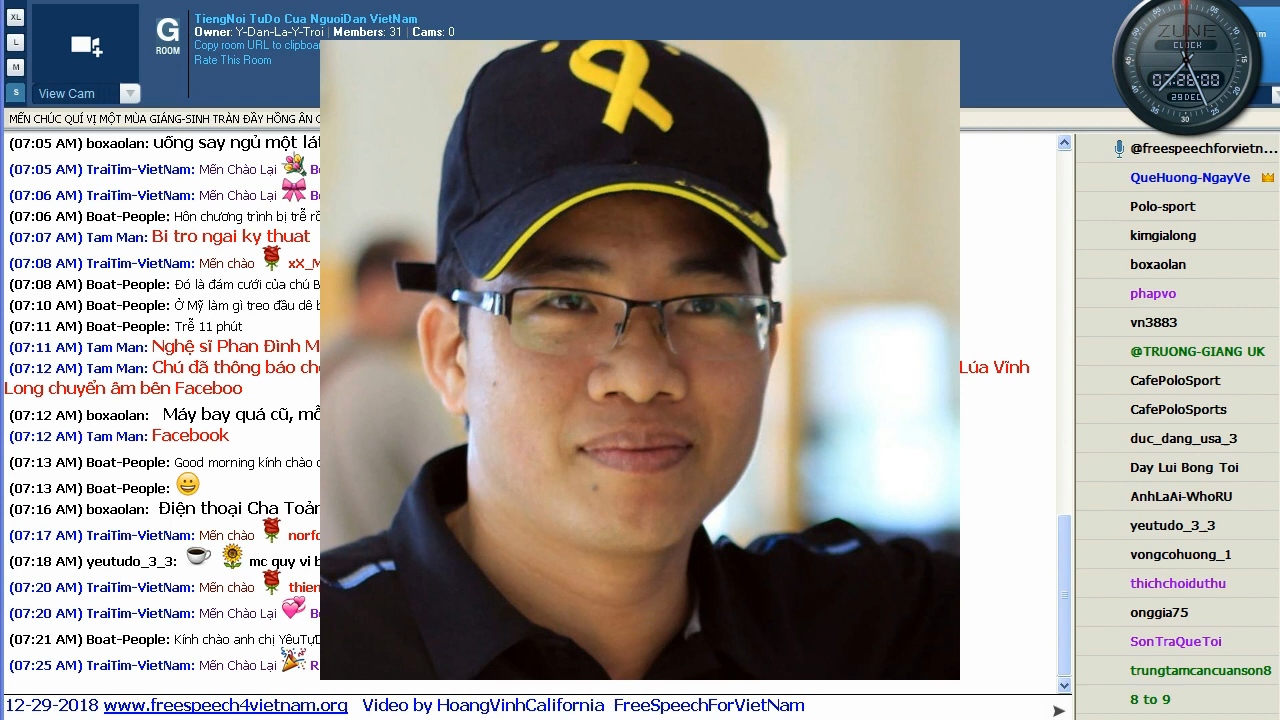 XL
L
M
S
View Cam
G
ROOM
TiengNoi TuDo Cua NguoiDan VietNam
Owner: Y-Dan-La-Y-Troi | Members: 31 | Cams: 0
Copy room URL to clipboa
Rate This Room
ZUNE
CLOCK
07:26:00
29 DEC
MẾN CHÚC QUÍ VỊ MỘT MÙA GIÁNG-SINH TRÀN ĐẦY HỒNG ÂN
(07:05 AM) boxaolan: uống say ngủ một lát
(07:05 AM) TraiTim-VietNam: Mến Chào Lại
(07:06 AM) TraiTim-VietNam: Mến Chào Lại
(07:06 AM) Boat-People: Hôn chương trình bị trễ
(07:07 AM) Tam Man: Bi tro ngai ky thuat
(07:08 AM) TraiTim-VietNam: Mến chào xX_M
(07:08 AM) Boat-People: Đó là đám cưới của chú
(07:10 AM) Boat-People: Ở Mỹ làm gì treo đầu dê
(07:11 AM) Boat-People: Trễ 11 phút
(07:11 AM) Tam Man: Nghệ sĩ Phan Đình M
(07:12 AM) Tam Man: Chú đã thông báo Lúa Vĩnh
Long chuyển âm bên Faceboo
(07:12 AM) boxaolan: Máy bay quá cũ,
(07:12 AM) Tam Man: Facebook
(07:13 AM) Boat-People: Good morning kính chào
(07:13 AM) Boat-People:
(07:16 AM) boxaolan: Điện thoại Cha Toản
(07:17 AM) TraiTim-VietNam: Mến chào norfo
(07:18 AM) yeutudo_3_3: mc quy vi
(07:20 AM) TraiTim-VietNam: Mến chào thien
(07:20 AM) TraiTim-VietNam: Mến Chào Lại
(07:21 AM) Boat-People: Kính chào anh chị YêuTựD
(07:25 AM) TraiTim-VietNam: Mến Chào Lại R
@freespeechforvietn...
QueHuong-NgayVe
Polo-sport
kimgialong
boxaolan
phapvo
vn3883
@TRUONG-GIANG UK
CafePoloSport
CafePoloSports
duc_dang_usa_3
Day Lui Bong Toi
AnhLaAi-WhoRU
yeutudo_3_3
vongcohuong_1
thichchoiduthu
onggia75
SonTraQueToi
trungtamcancuanson8
8 to 9
12-29-2018 www.freespeech4vietnam.org Video by HoangVinhCalifornia FreeSpeechForVietNam